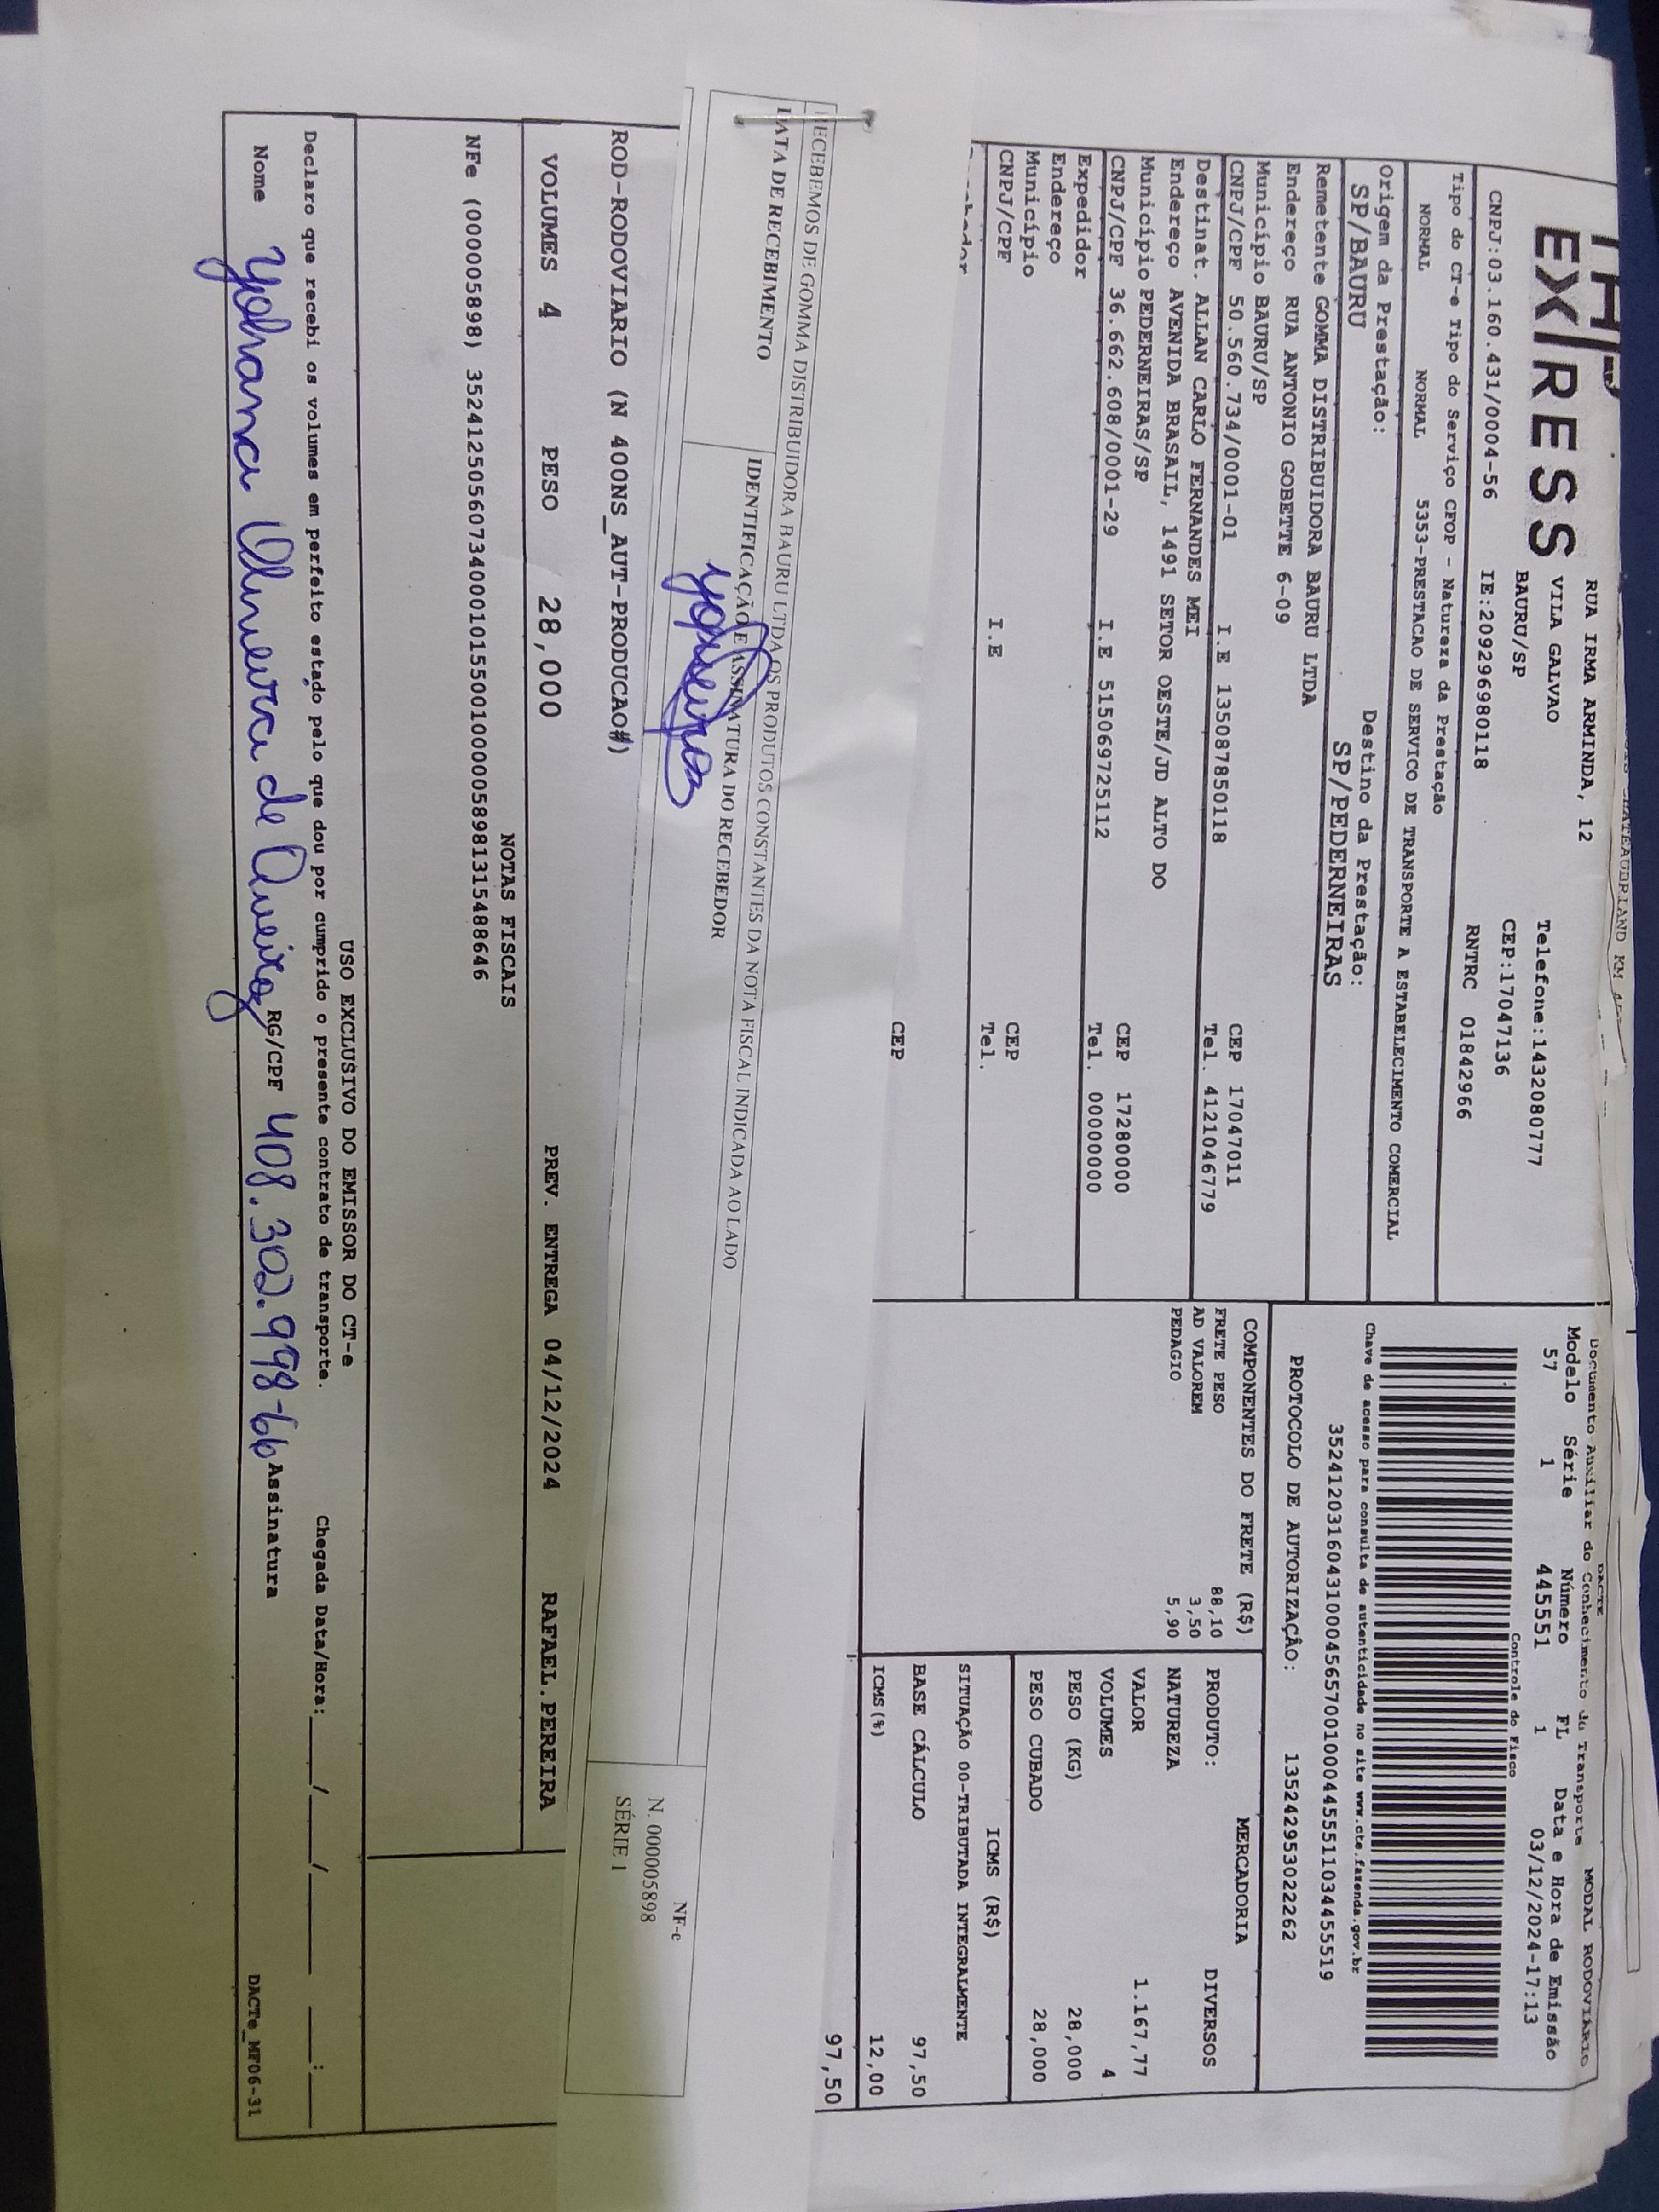 EXPRESS
RUA IRMA ARMINDA, 12
VILA GALVAO
BAURU/SP
Telefone:1432080777
CEP:17047136
CNPJ:03.160.431/0004-56 IE:209296980118 RNTRC 01842966
Tipo do CT-e Tipo do Serviço CFOP - Natureza da Prestação
NORMAL NORMAL 5353-PRESTACAO DE SERVICO DE TRANSPORTE A ESTABELECIMENTO COMERCIAL
Origem da Prestação: Destino da Prestação:
SP/BAURU SP/PEDERNEIRAS
Remetente GOMMA DISTRIBUIDORA BAURU LTDA
Endereço RUA ANTONIO GOBETTE 6-09
Município BAURU/SP CEP 17047011
CNPJ/CPF 50.560.734/0001-01 I.E 135087850118 Tel. 4121046779
Destinat. ALLAN CARLO FERNANDES MEI
Endereço AVENIDA BRASAIL, 1491 SETOR OESTE/JD ALTO DO
Município PEDERNEIRAS/SP CEP 17280000
CNPJ/CPF 36.662.608/0001-29 I.E 515069725112 Tel. 00000000
Expedidor
Endereço
Município CEP
CNPJ/CPF I.E Tel.
CEP
DACTE MODAL RODOVIÁRIO
Documento Auxiliar do Conhecimento de Transporte
Modelo Série Número FL Data e Hora de Emissão
57 1 445551 1 03/12/2024-17:13
Controle do Fisco
Chave de acesso para consulta de autenticidade no site www.cte.fazenda.gov.br
35241203160431000456570010004455511034455519
PROTOCOLO DE AUTORIZAÇÃO: 135242953022262
COMPONENTES DO FRETE (R$)
FRETE PESO 88,10
AD VALOREM 3,50
PEDAGIO 5,90
MERCADORIA
PRODUTO: DIVERSOS
NATUREZA
VALOR 1.167,77
VOLUMES 4
PESO (KG) 28,000
PESO CUBADO 28,000
ICMS (R$)
SITUAÇÃO 00-TRIBUTADA INTEGRALMENTE
BASE CÁLCULO 97,50
ICMS(%) 12,00
97,50
RECEBEMOS DE GOMMA DISTRIBUIDORA BAURU LTDA OS PRODUTOS CONSTANTES DA NOTA FISCAL INDICADA AO LADO
DATA DE RECEBIMENTO IDENTIFICAÇÃO E ASSINATURA DO RECEBEDOR
NF-e
N. 000005898
SÉRIE 1
ROD-RODOVIARIO (N 400NS_AUT-PRODUCAO#)
VOLUMES 4 PESO 28,000 PREV. ENTREGA 04/12/2024 RAFAEL.PEREIRA
NOTAS FISCAIS
NFe (000005898) 35241250560734000101550010000058981315488646
USO EXCLUSIVO DO EMISSOR DO CT-e
Declaro que recebi os volumes em perfeito estado pelo que dou por cumprido o presente contrato de transporte. Chegada Data/Hora:____/____/______ ____:____
Nome Yohana de RG/CPF 408.302.998-66 Assinatura DACTe_MF06-31